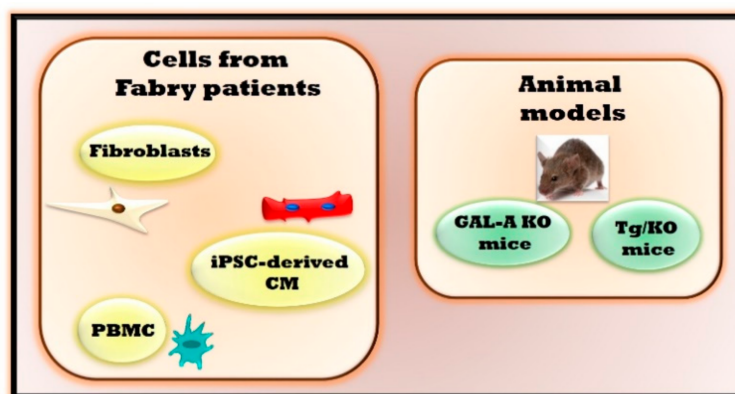 Cells from
Fabry patients
Fibroblasts
iPSC-derived
CM
PBMC
Animal
models
GAL-A KO
mice
Tg/KO
mice